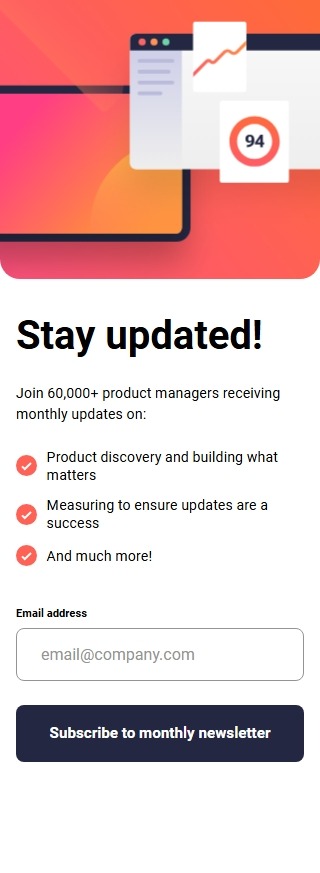 94
Stay updated!
Join 60,000+ product managers receiving
monthly updates on:
Product discovery and building what
matters
Measuring to ensure updates are a
success
And much more!
Email address
email@company.com
Subscribe to monthly newsletter